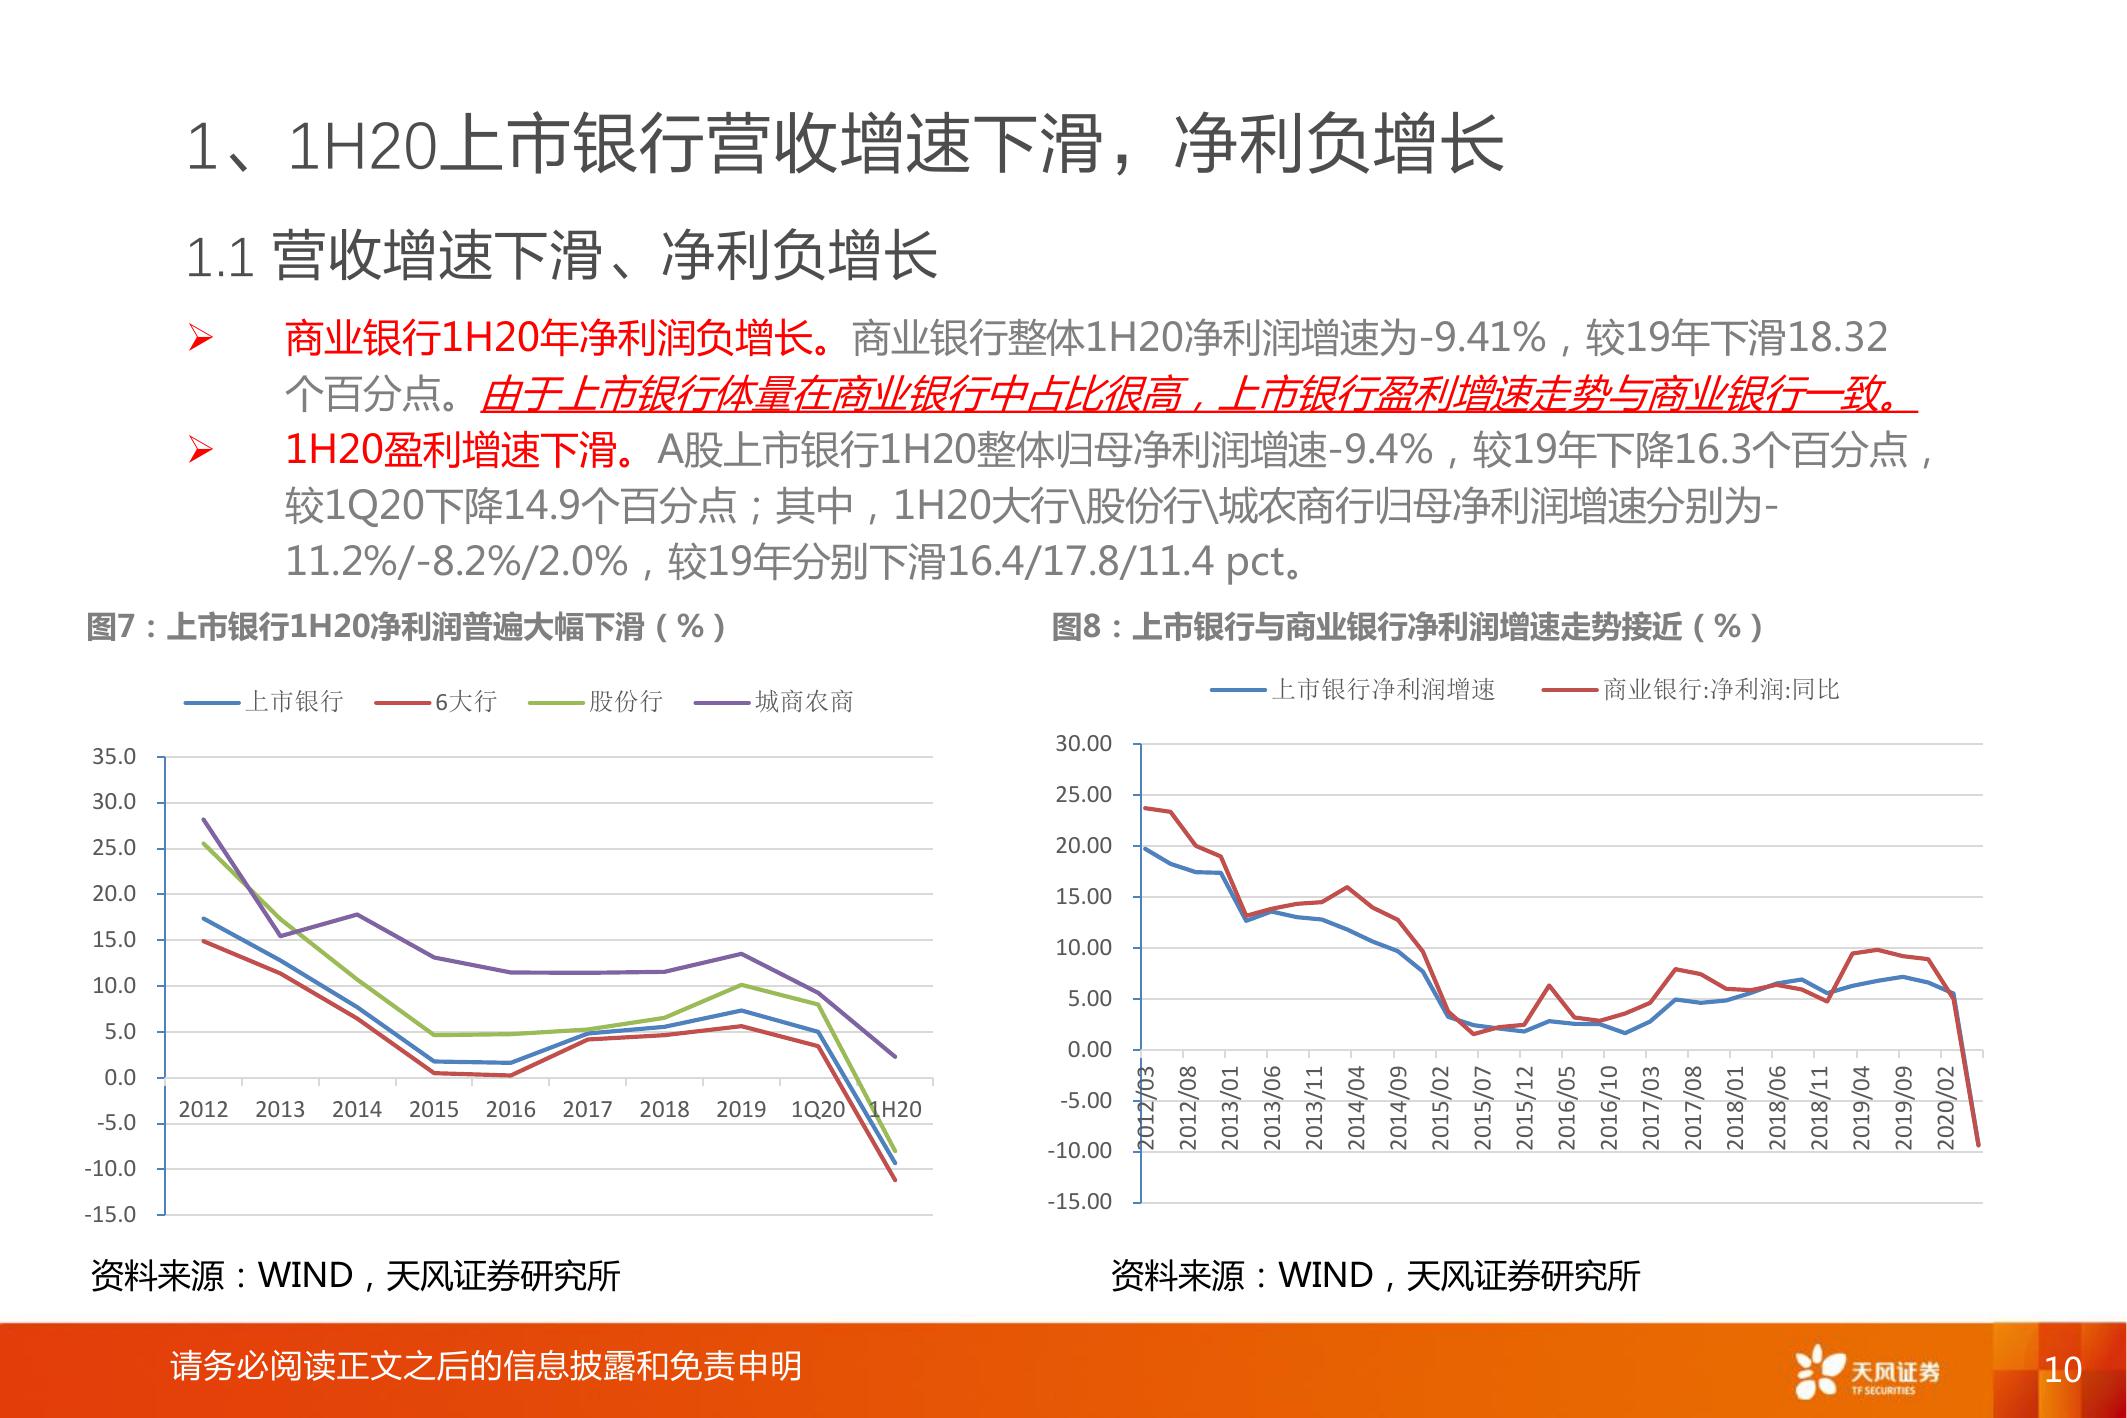 1、1H20上市银行营收增速下滑，净利负增长
1.1 营收增速下滑、净利负增长
商业银行1H20年净利润负增长。商业银行整体1H20净利润增速为-9.41%，较19年下滑18.32
个百分点。由于上市银行体量在商业银行中占比很高，上市银行盈利增速走势与商业银行一致。
1H20盈利增速下滑。A股上市银行1H20整体归母净利润增速-9.4%，较19年下降16.3个百分点，
较1Q20下降14.9个百分点；其中，1H20大行\股份行\城农商行归母净利润增速分别为-
11.2%/-8.2%/2.0%，较19年分别下滑16.4/17.8/11.4 pct。
图7：上市银行1H20净利润普遍大幅下滑（%）
上市银行 6大行 股份行 城商农商
35.0
30.0
25.0
20.0
15.0
10.0
5.0
0.0
-5.0
-10.0
-15.0
2012 2013 2014 2015 2016 2017 2018 2019 1Q20 1H20
资料来源：WIND，天风证券研究所
图8：上市银行与商业银行净利润增速走势接近（%）
上市银行净利润增速 商业银行:净利润:同比
30.00
25.00
20.00
15.00
10.00
5.00
0.00
-5.00
-10.00
-15.00
2012/03 2012/08 2013/01 2013/06 2013/11 2014/04 2014/09 2015/02 2015/07 2015/12 2016/05 2016/10 2017/03 2017/08 2018/01 2018/06 2018/11 2019/04 2019/09 2020/02
资料来源：WIND，天风证券研究所
请务必阅读正文之后的信息披露和免责申明
天风证券
TF SECURITIES
10